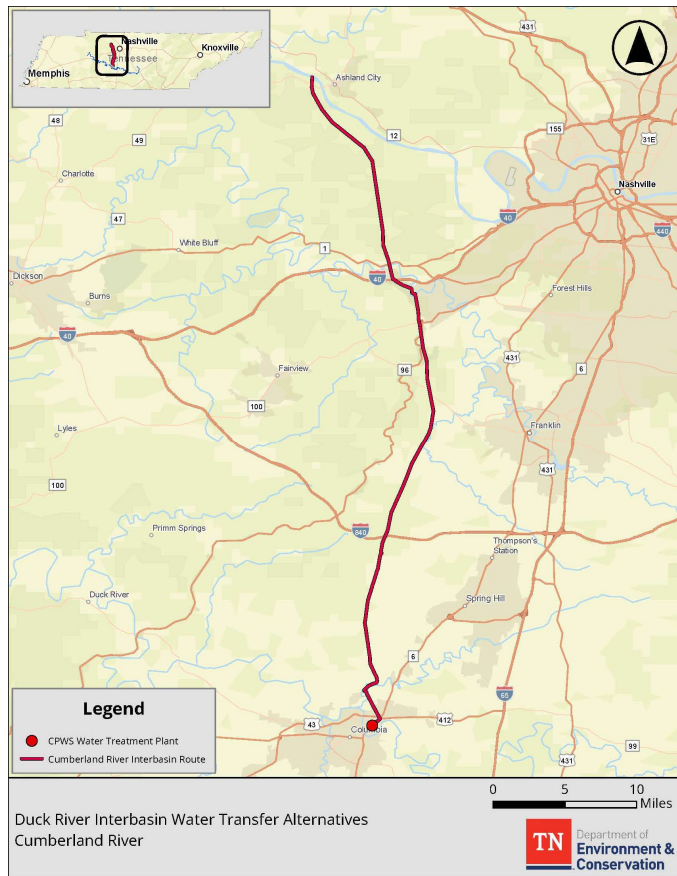 Nashville
Knoxville
Tennessee
Memphis
431
Ashland City
48
49
12
155
31E
Charlotte
Nashville
47
40
440
White Bluff
1
Dickson
40
Burns
Forest Hills
40
431
Fairview
96
6
100
Lyles
Franklin
431
100
Primm Springs
840
Thompson's
Station
Duck River
Spring Hill
6
65
Legend
CPWS Water Treatment Plant
Cumberland River Interbasin Route
43
Columbia
412
99
431
0 5 10
Miles
Duck River Interbasin Water Transfer Alternatives
Cumberland River
TN
Department of
Environment &
Conservation